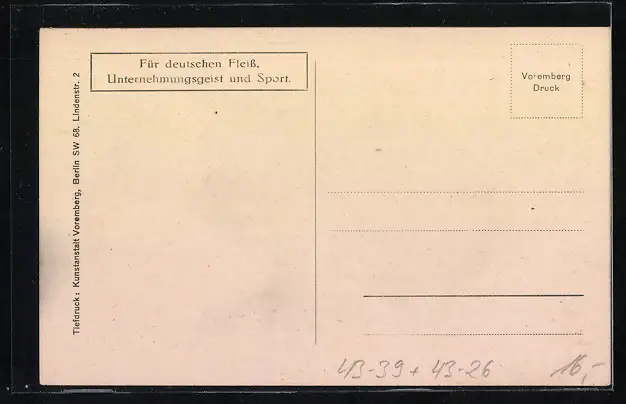 Für deutschen Fleiß,
Unternehmungsgeist und Sport.
Voremberg
Druck
Tiefdruck: Kunstanstalt Voremberg, Berlin SW 68. Lindenstr. 2
43-39 + 43-26
16,-